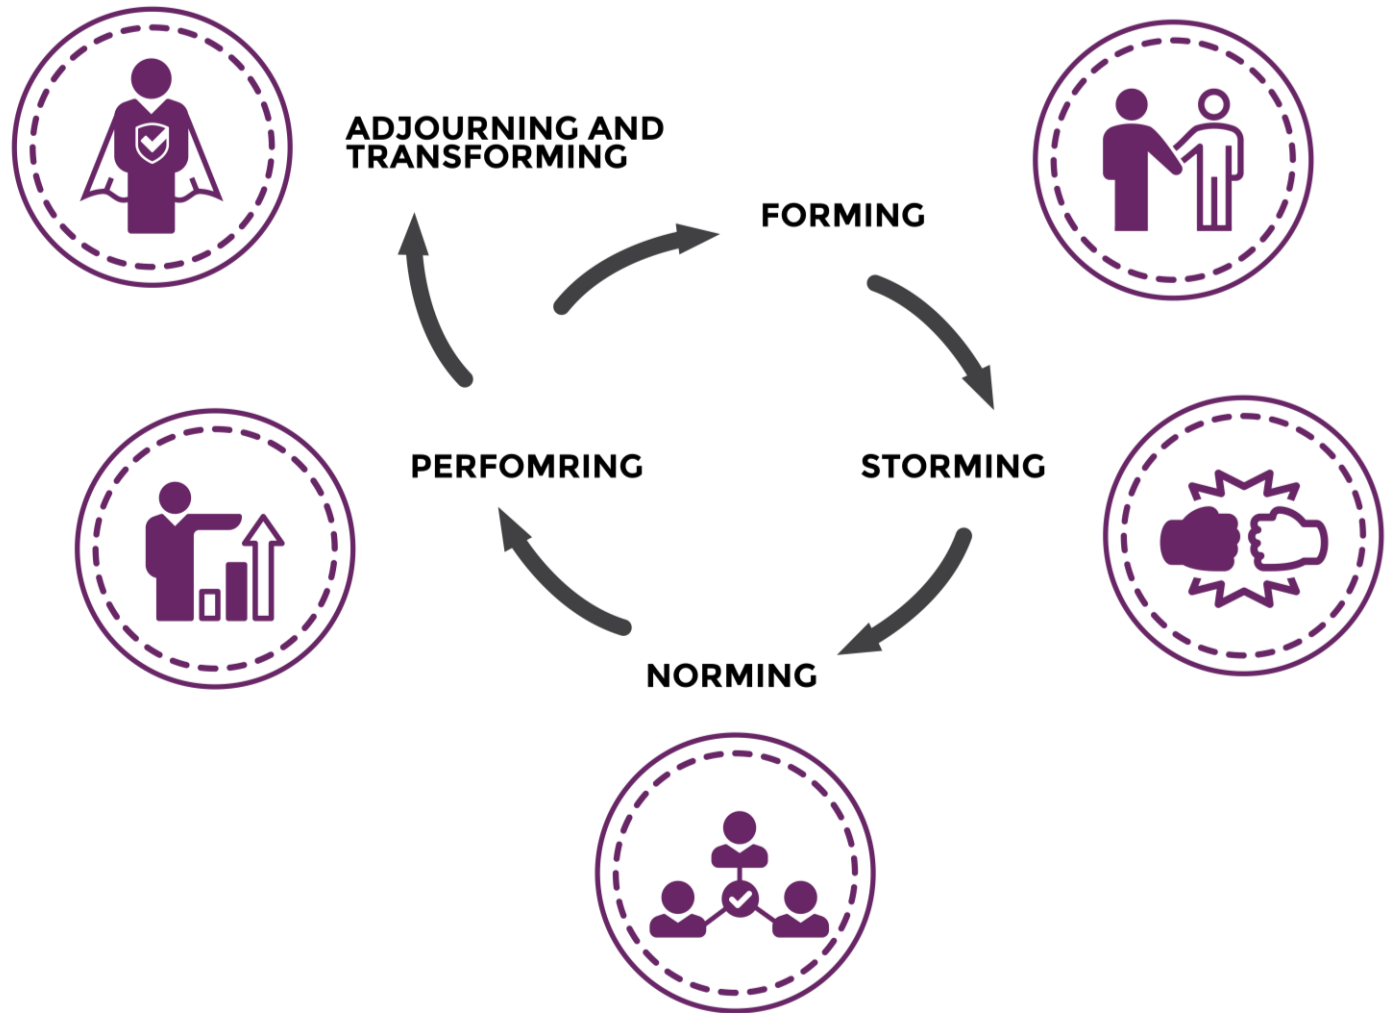 ADJOURNING AND
TRANSFORMING
FORMING
PERFOMRING
STORMING
NORMING